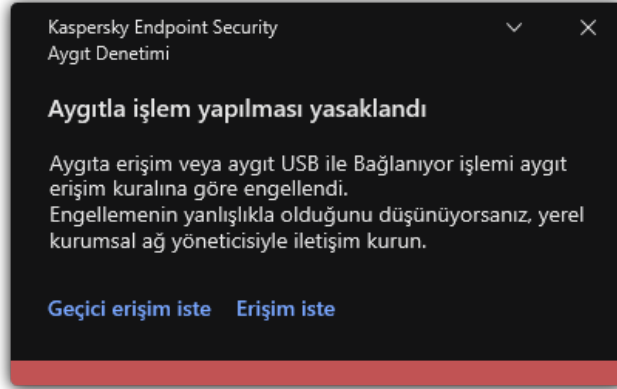 Kaspersky Endpoint Security
Aygıt Denetimi
Aygıtla işlem yapılması yasaklandı
Aygıta erişim veya aygıt USB ile Bağlanıyor işlemi aygıt
erişim kuralına göre engellendi.
Engellemenin yanlışlıkla olduğunu düşünüyorsanız, yerel
kurumsal ağ yöneticisiyle iletişim kurun.
Geçici erişim iste Erişim iste